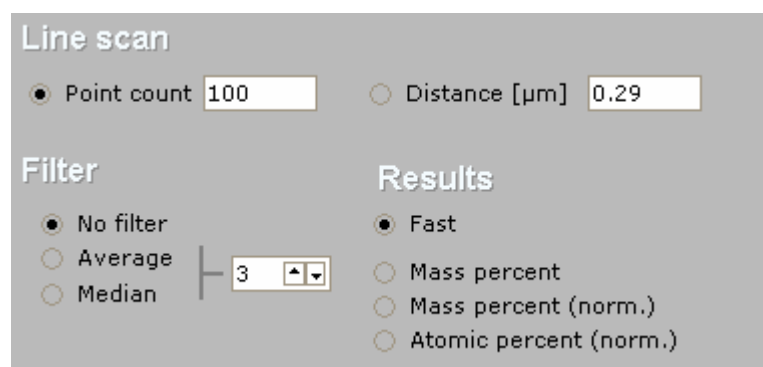 Line scan
Point count 100 Distance [µm] 0.29
Filter
No filter
Average
Median
3
Results
Fast
Mass percent
Mass percent (norm.)
Atomic percent (norm.)